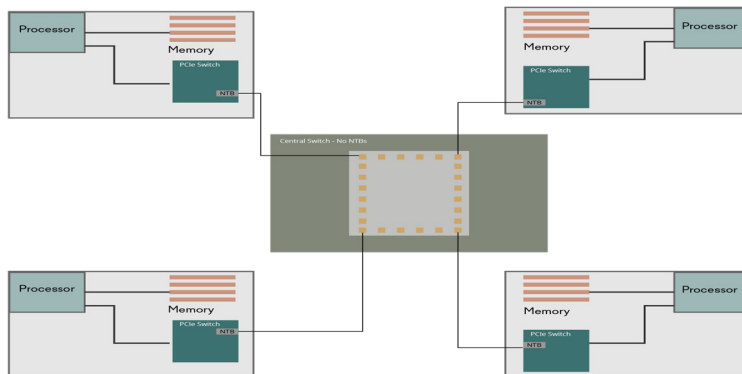 Processor
Memory
PCIe Switch
NTB
Processor
Memory
PCIe Switch
NTB
Central Switch - No NTBs
Processor
Memory
PCIe Switch
NTB
Processor
Memory
PCIe Switch
NTB